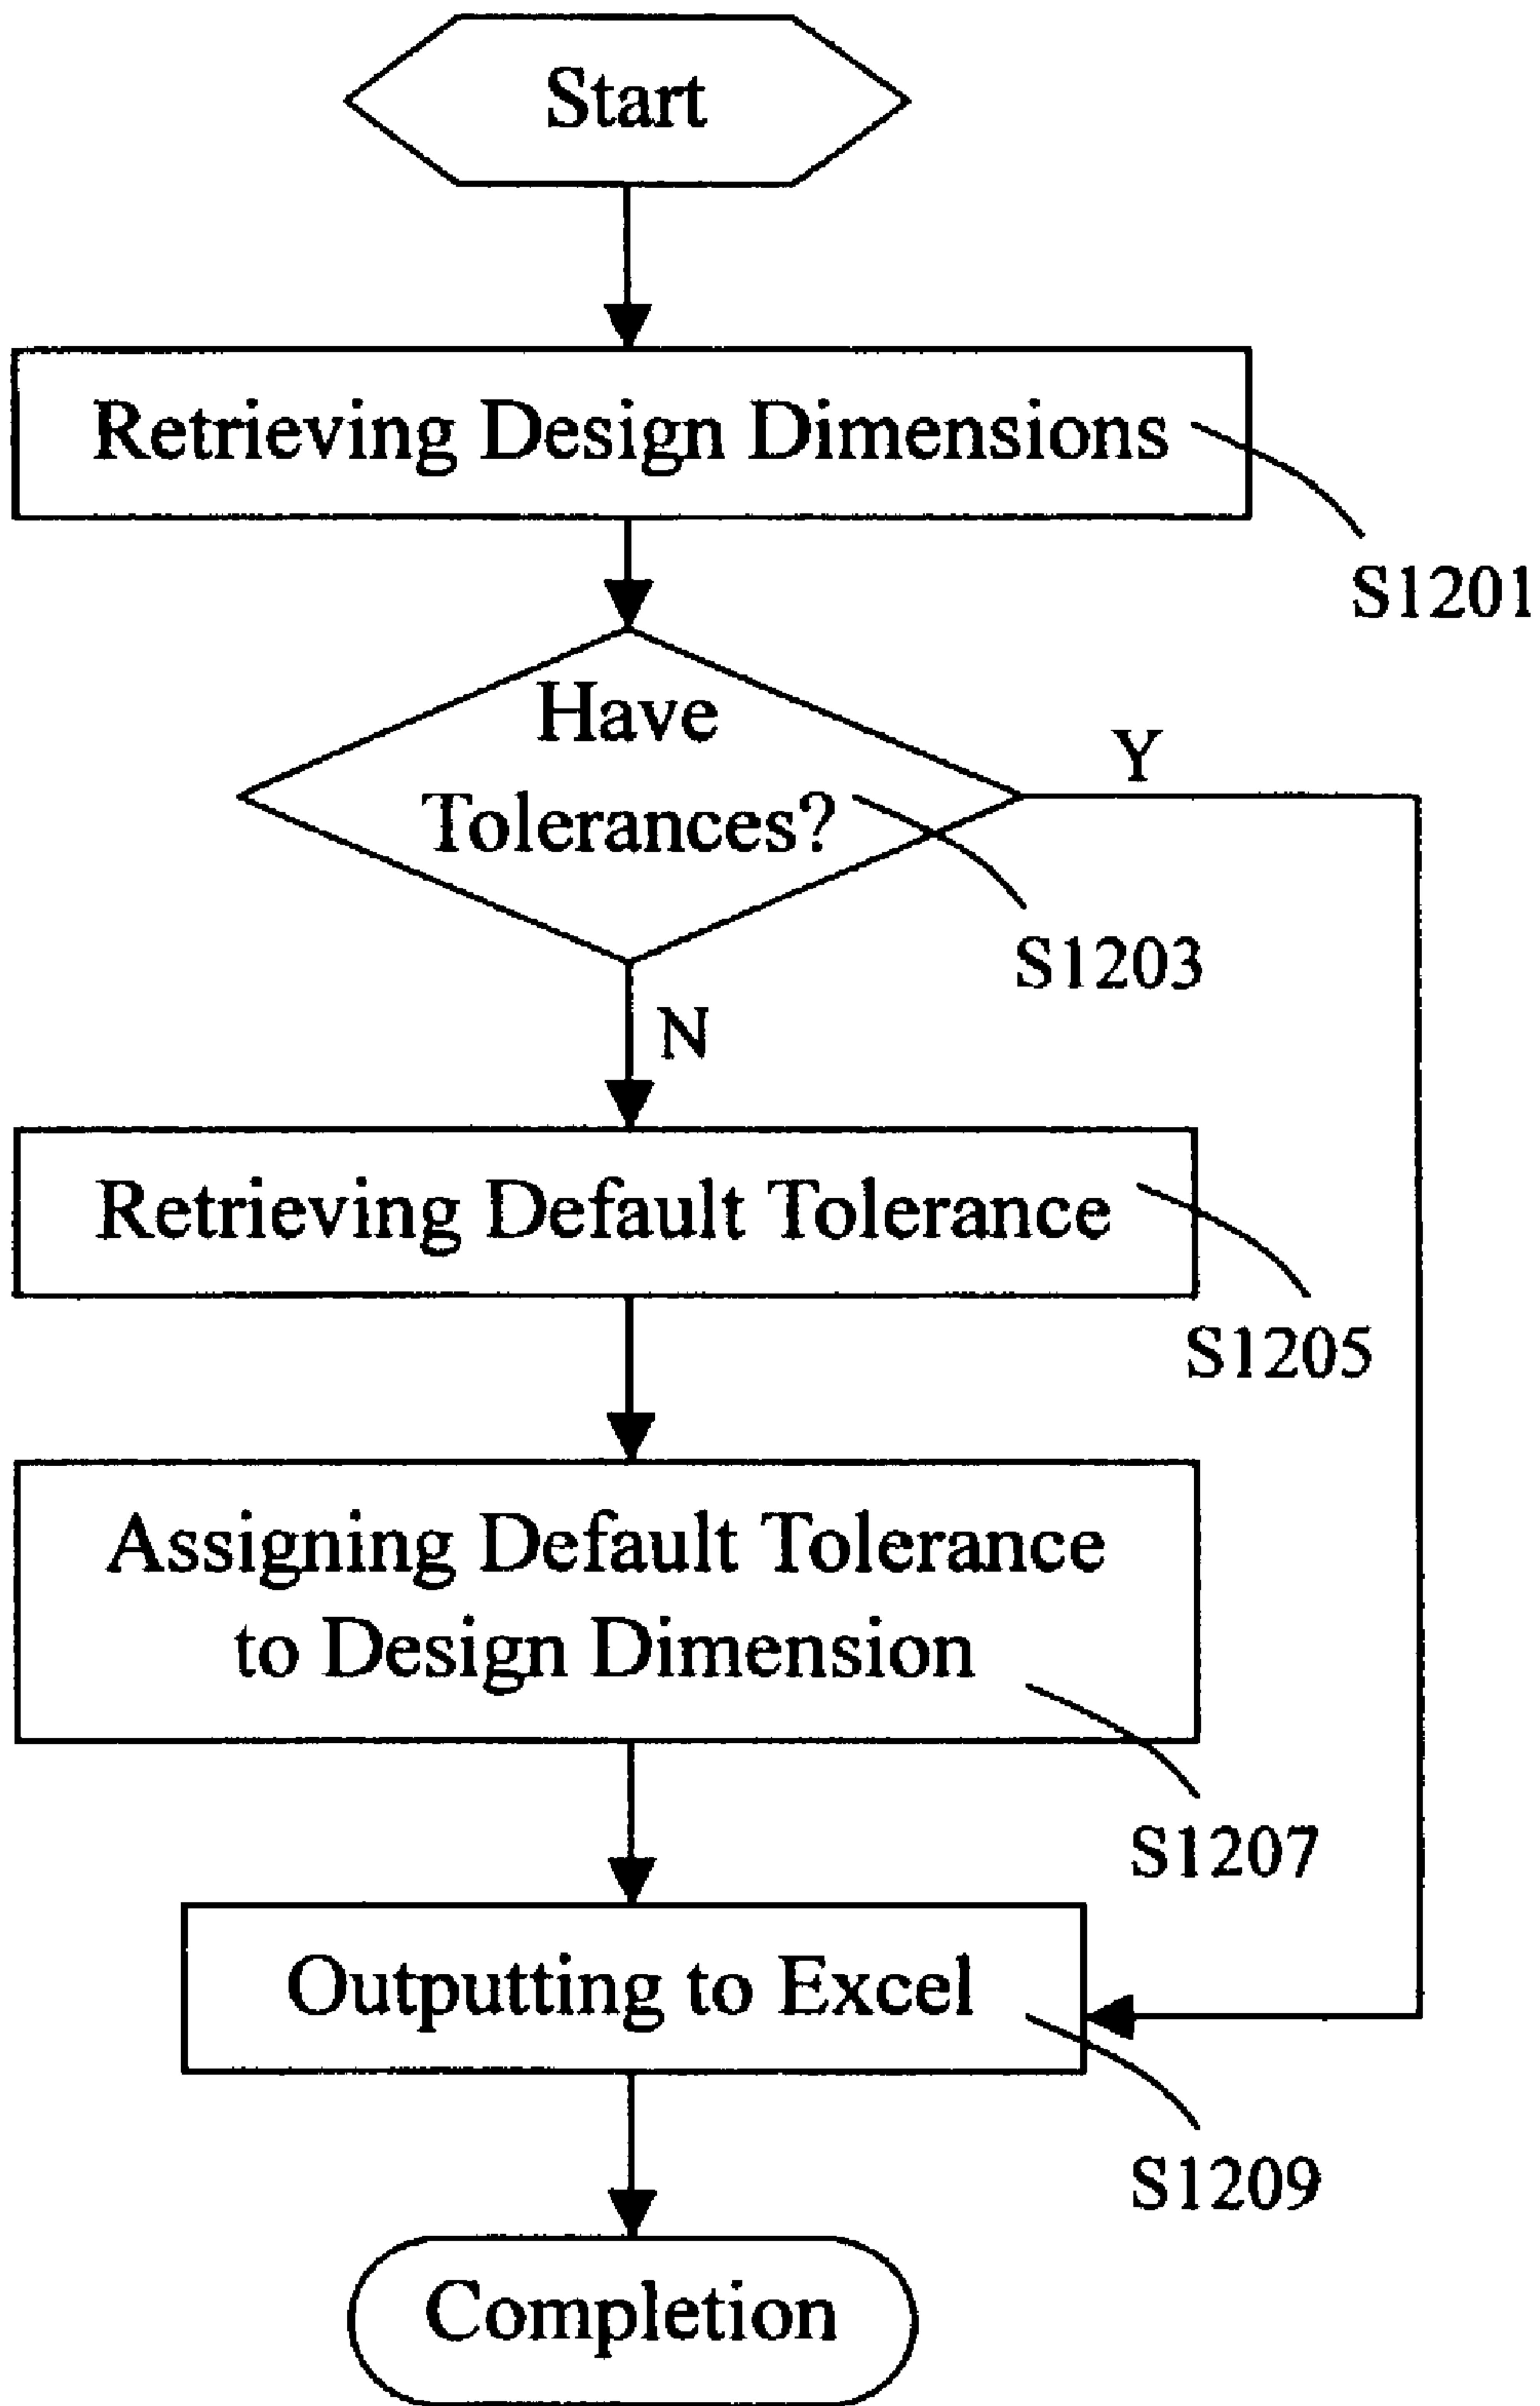 Start
Retrieving Design Dimensions
S1201
Have
Tolerances?
Y
S1203
N
Retrieving Default Tolerance
S1205
Assigning Default Tolerance
to Design Dimension
S1207
Outputting to Excel
S1209
Completion